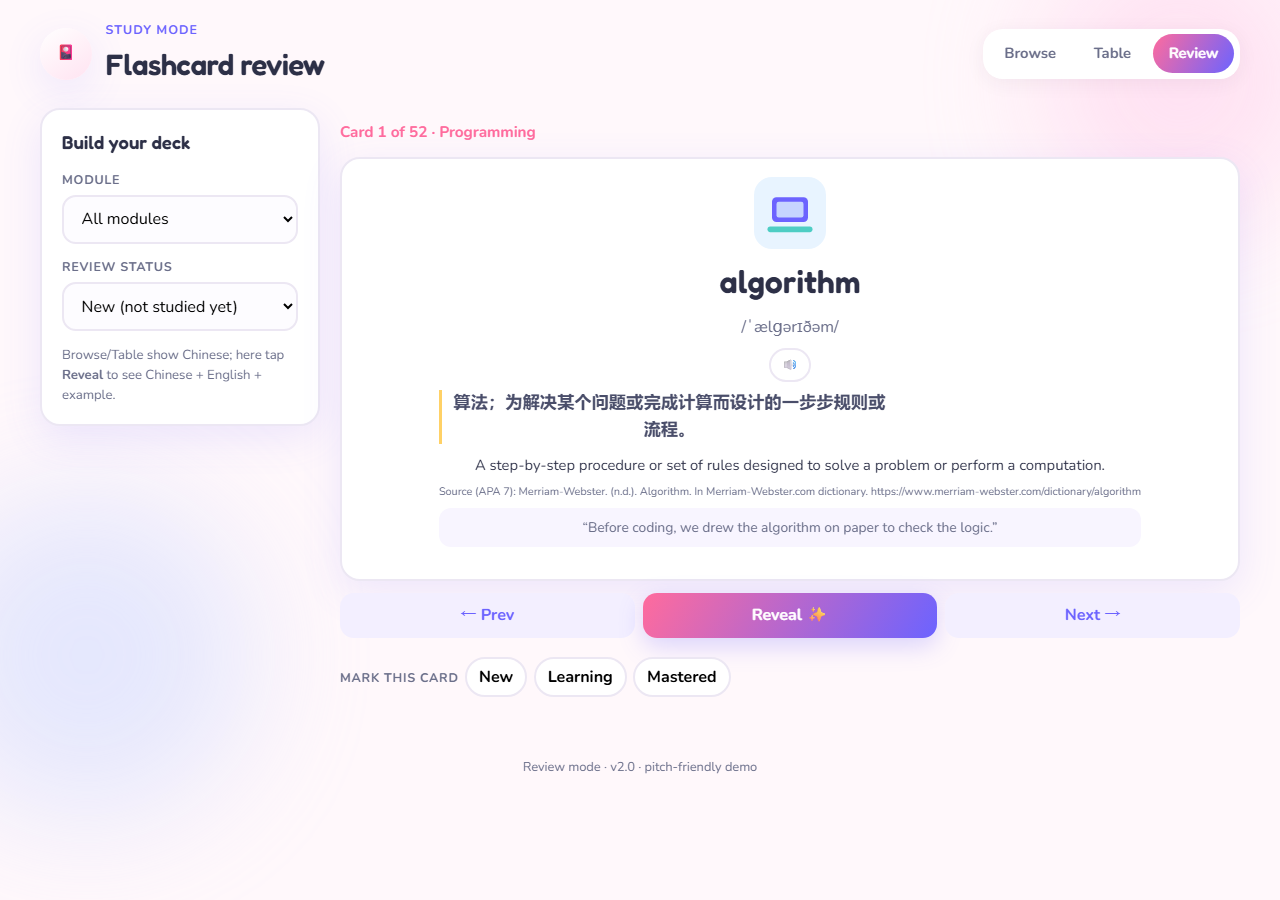 STUDY MODE
Flashcard review
Browse
Table
Review
Build your deck
MODULE
All modules
REVIEW STATUS
New (not studied yet)
Browse/Table show Chinese; here tap
Reveal to see Chinese + English +
example.
Card 1 of 52 · Programming
algorithm
/ˈælɡərɪðəm/
算法；为解决某个问题或完成计算而设计的一步步规则或
流程。
A step-by-step procedure or set of rules designed to solve a problem or perform a computation.
Source (APA 7): Merriam-Webster. (n.d.). Algorithm. In Merriam-Webster.com dictionary. https://www.merriam-webster.com/dictionary/algorithm
“Before coding, we drew the algorithm on paper to check the logic.”
← Prev
Reveal ✨
Next →
MARK THIS CARD
New
Learning
Mastered
Review mode · v2.0 · pitch-friendly demo